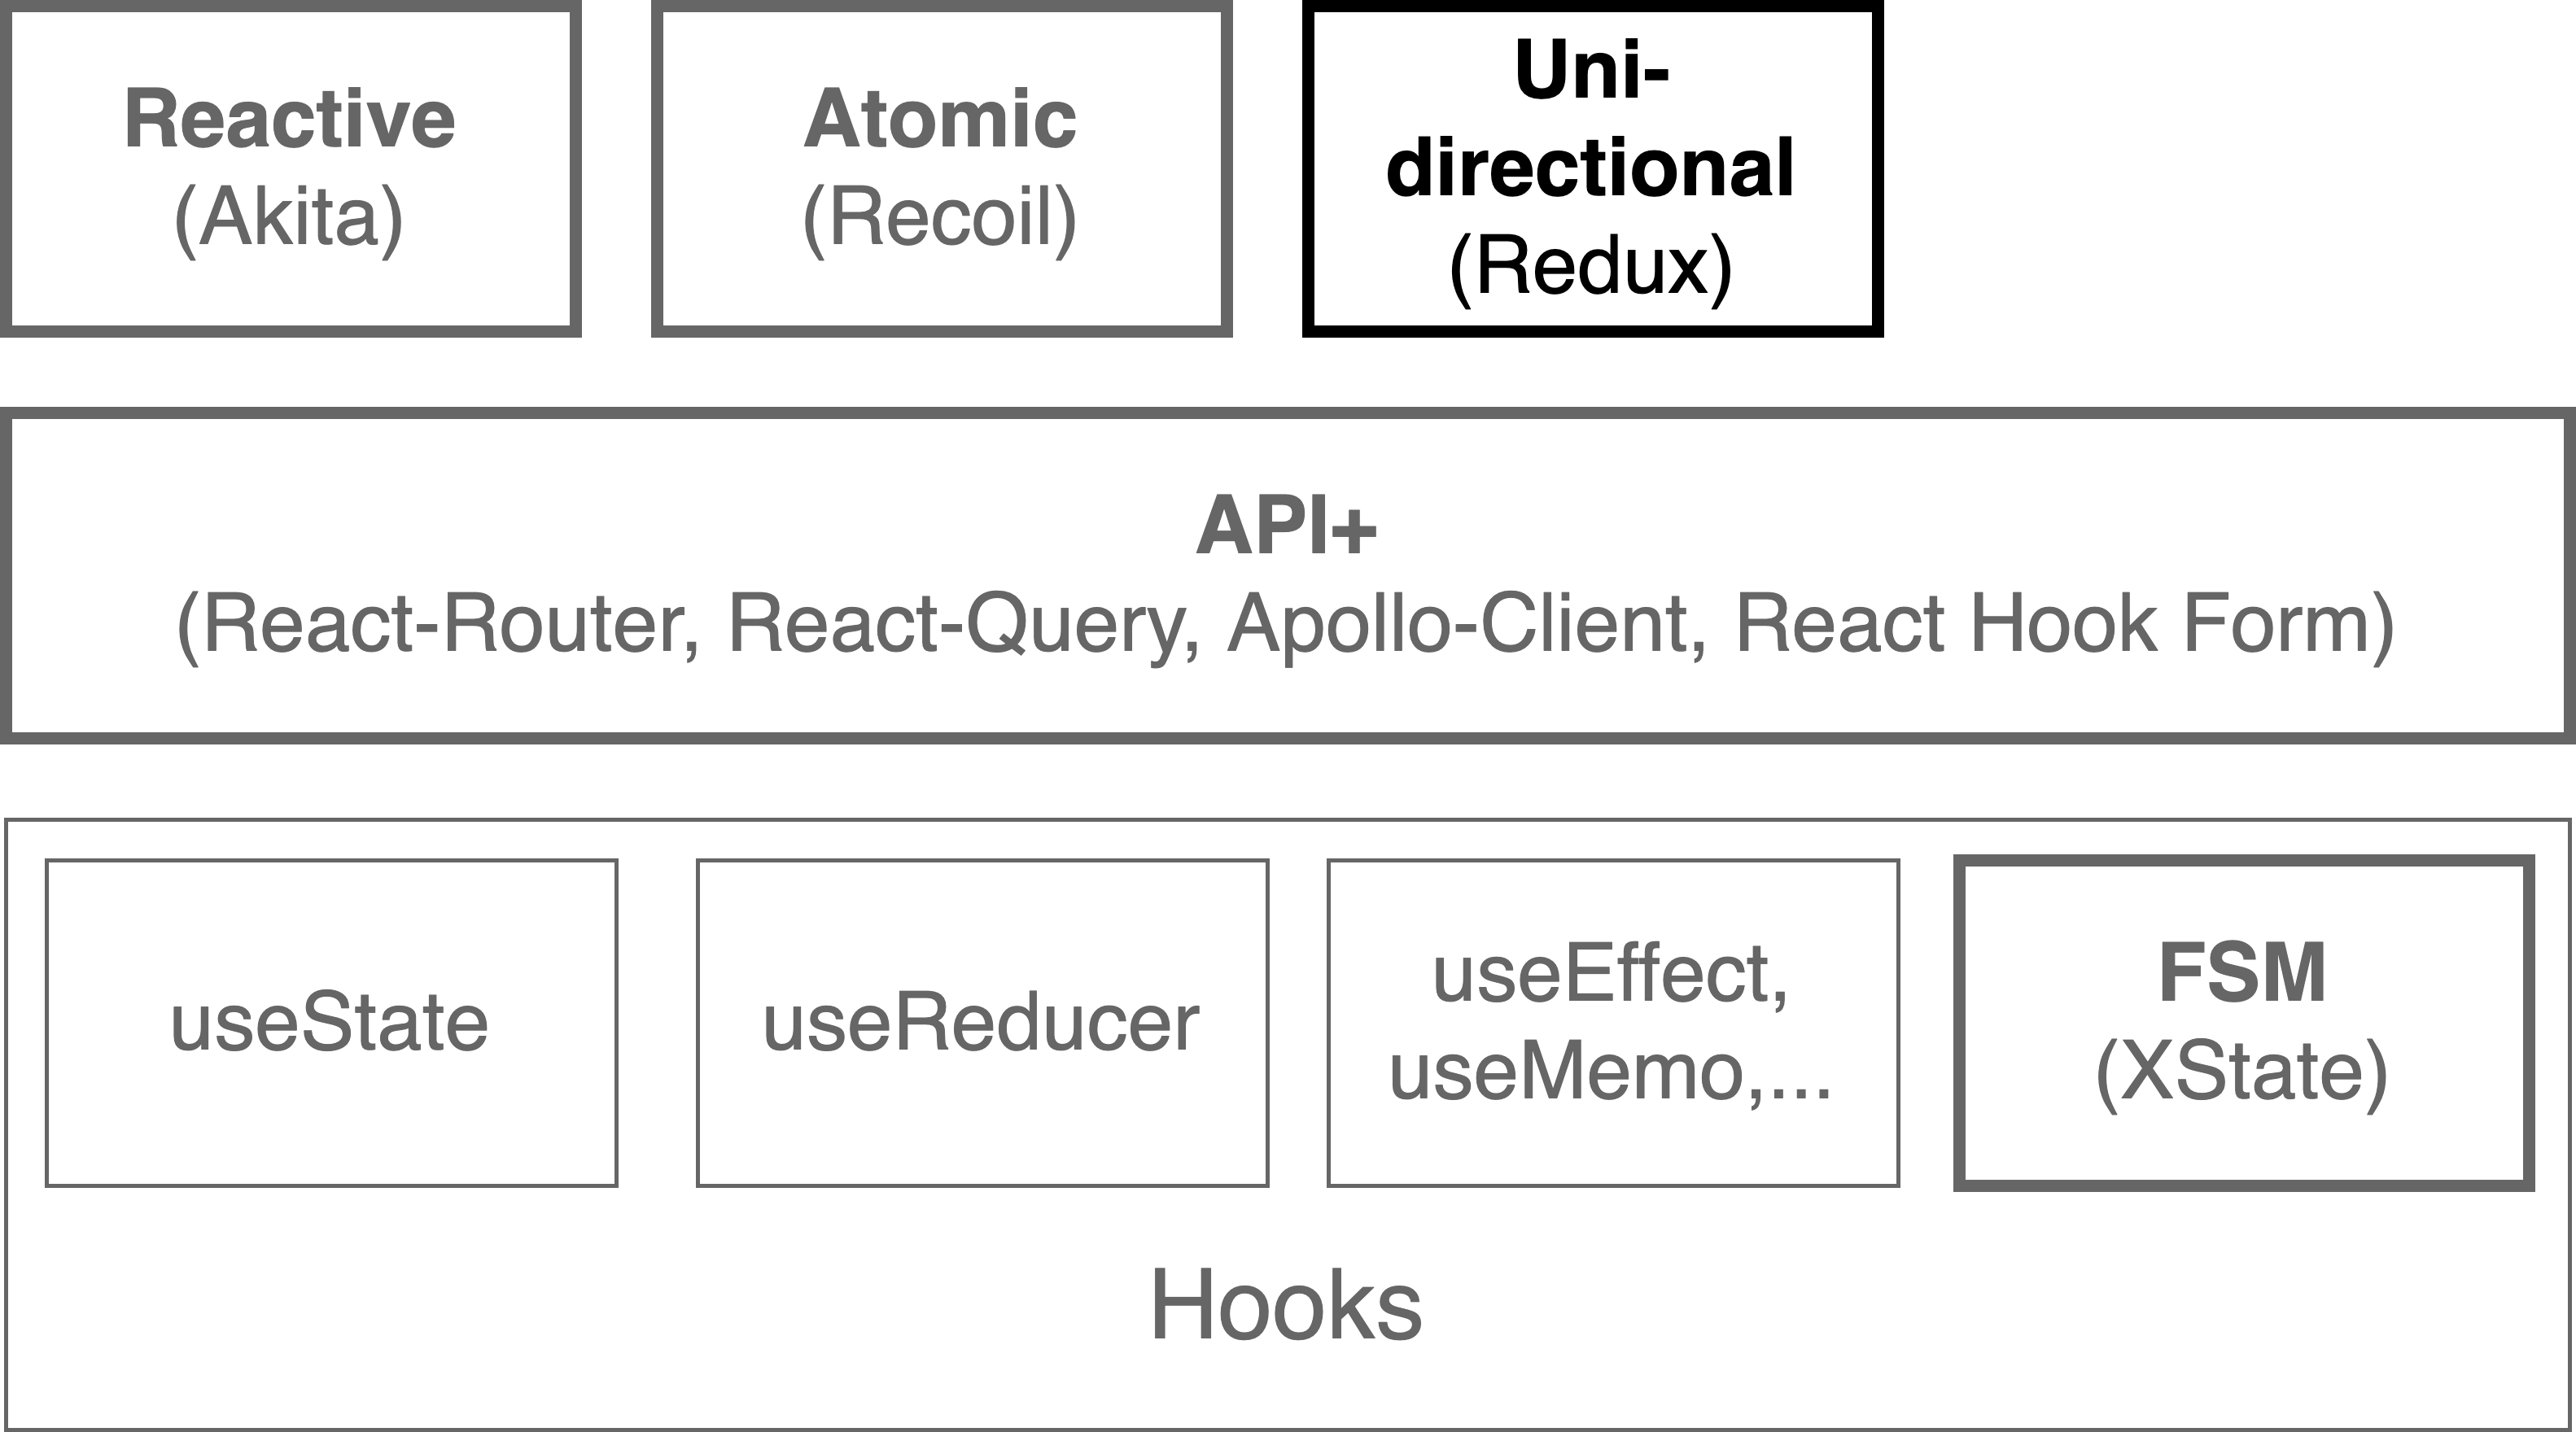 Reactive
(Akita)
Atomic
(Recoil)
Uni-
directional
(Redux)
API+
(React-Router, React-Query, Apollo-Client, React Hook Form)
useState
useReducer
useEffect,
useMemo,...
FSM
(XState)
Hooks